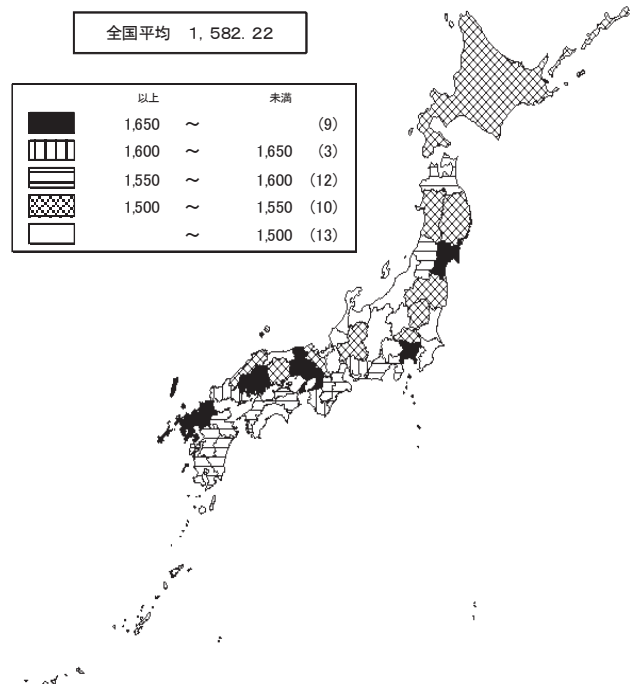 全国平均 1,582.22
以上 未満
1,650 ～ (9)
1,600 ～ 1,650 (3)
1,550 ～ 1,600 (12)
1,500 ～ 1,550 (10)
～ 1,500 (13)